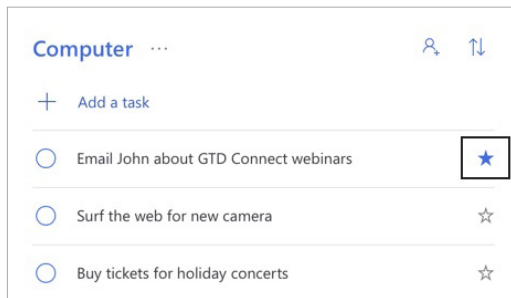 Computer ...
Add a task
Email John about GTD Connect webinars
Surf the web for new camera
Buy tickets for holiday concerts